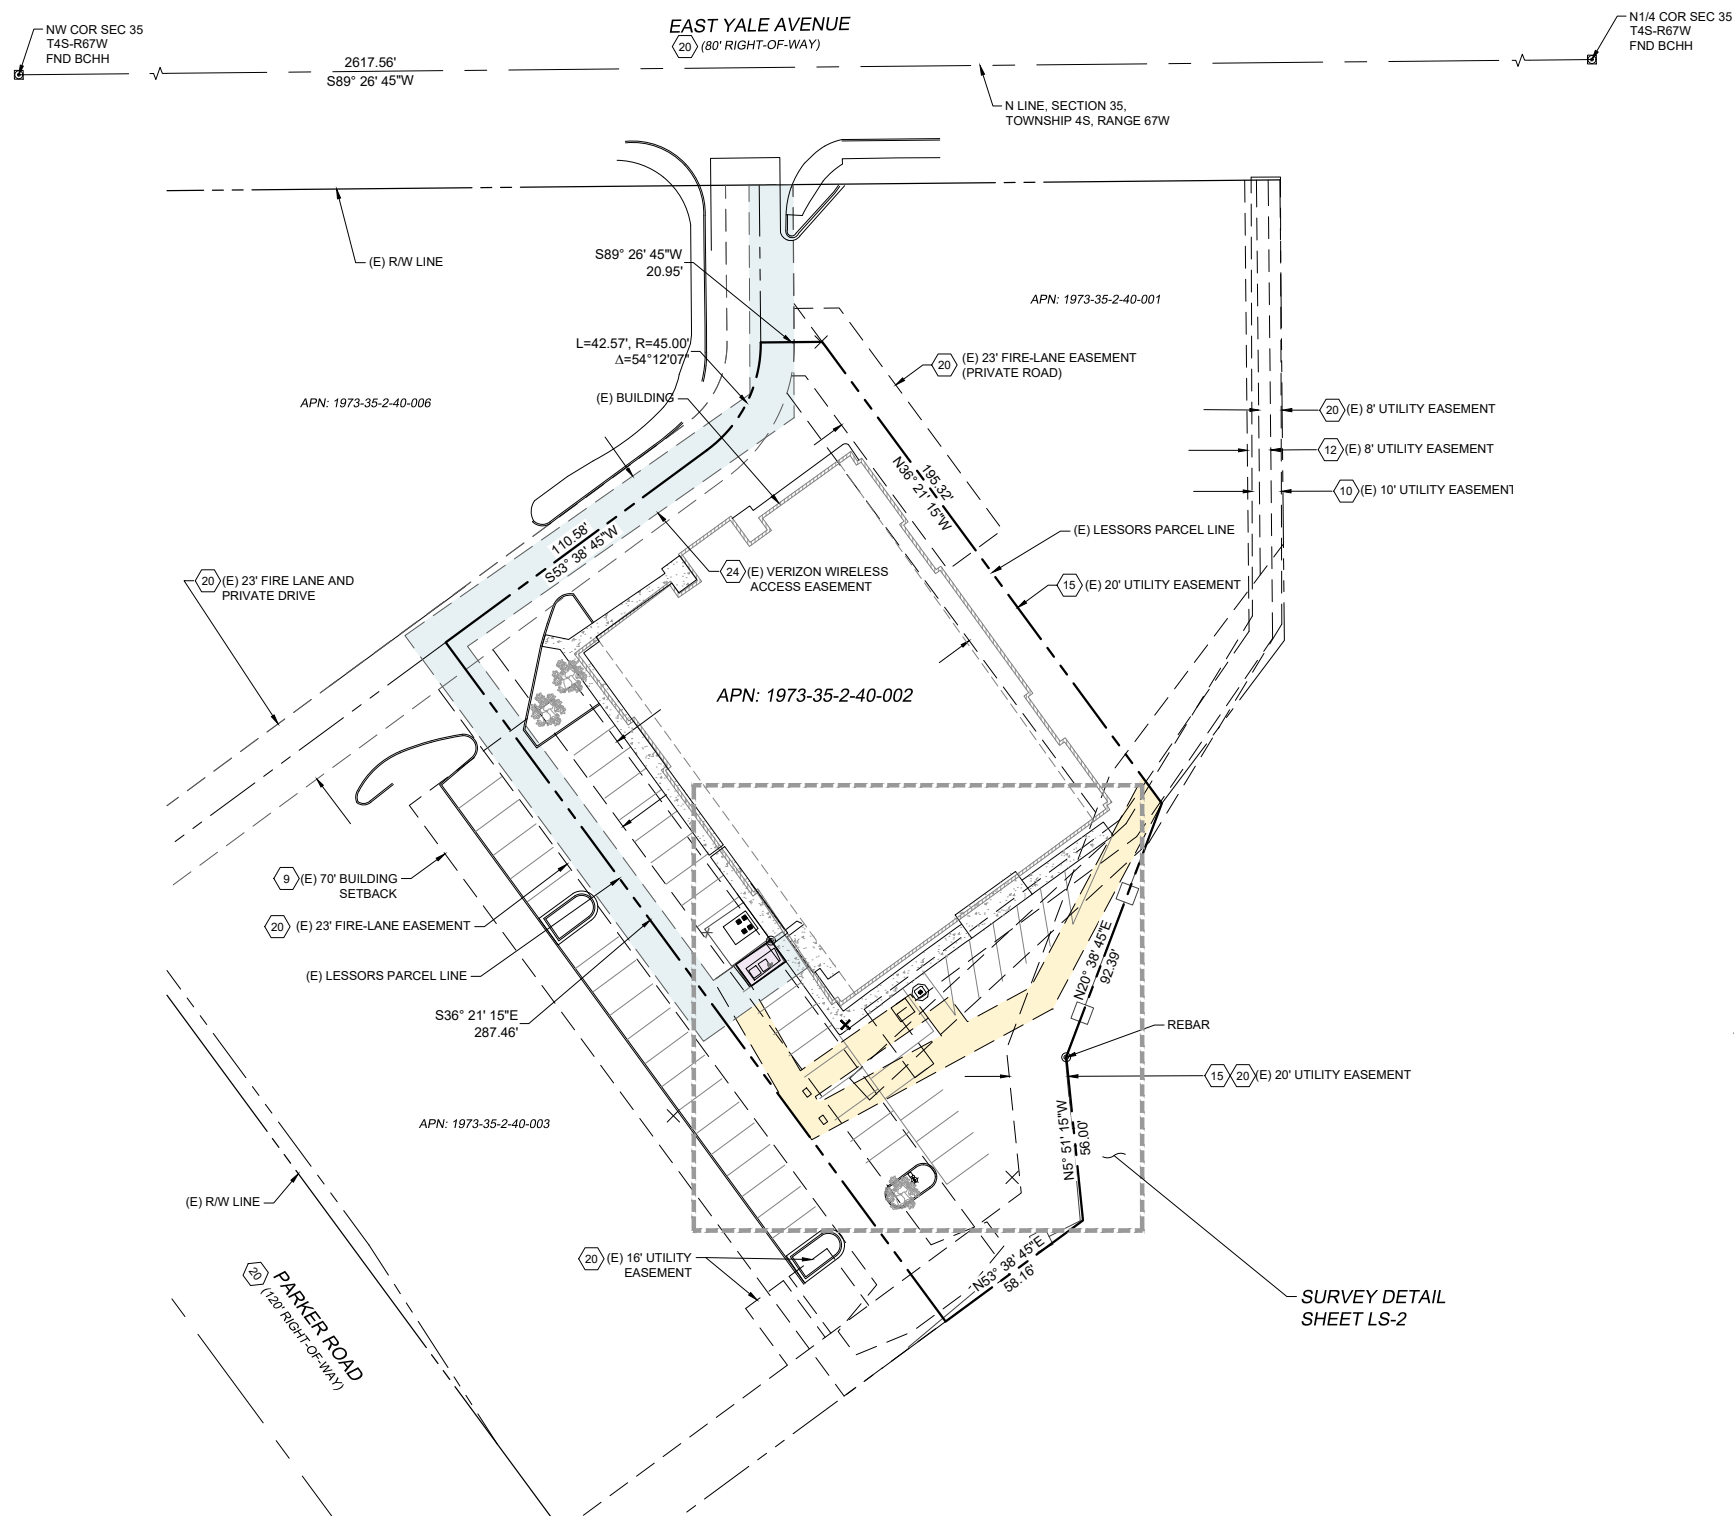 EAST YALE AVENUE
20 (80' RIGHT-OF-WAY)
NW COR SEC 35
T4S-R67W
FND BCHH
N1/4 COR SEC 35
T4S-R67W
FND BCHH
2617.56'
S89° 26' 45"W
N LINE, SECTION 35,
TOWNSHIP 4S, RANGE 67W
(E) R/W LINE
S89° 26' 45"W
20.95'
APN: 1973-35-2-40-001
L=42.57', R=45.00'
Δ=54°12'07"
20 (E) 23' FIRE-LANE EASEMENT
(PRIVATE ROAD)
(E) BUILDING
APN: 1973-35-2-40-006
20 (E) 8' UTILITY EASEMENT
12 (E) 8' UTILITY EASEMENT
10 (E) 10' UTILITY EASEMENT
195.32'
N36° 21' 15"W
(E) LESSORS PARCEL LINE
110.58'
S53° 38' 45"W
24 (E) VERIZON WIRELESS
ACCESS EASEMENT
15 (E) 20' UTILITY EASEMENT
20 (E) 23' FIRE LANE AND
PRIVATE DRIVE
APN: 1973-35-2-40-002
9 (E) 70' BUILDING
SETBACK
20 (E) 23' FIRE-LANE EASEMENT
(E) LESSORS PARCEL LINE
S36° 21' 15"E
287.46'
N20° 38' 45"E
92.39'
REBAR
15 20 (E) 20' UTILITY EASEMENT
APN: 1973-35-2-40-003
N5° 51' 15"W
56.00'
(E) R/W LINE
20 (E) 16' UTILITY
EASEMENT
N53° 38' 45"E
58.16'
SURVEY DETAIL
SHEET LS-2
PARKER ROAD
20 (120' RIGHT-OF-WAY)